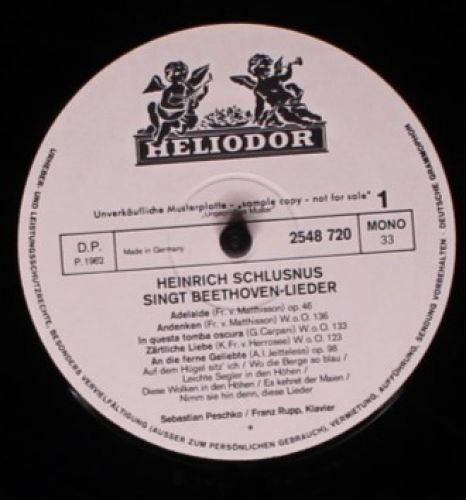 HELIODOR
Unverkäufliche Musterplatte - „sample copy - not for sale"
1
D.P.
P. 1962
Made in Germany
2548 720
MONO
33
HEINRICH SCHLUSNUS
SINGT BEETHOVEN-LIEDER
Adelaide (Fr. v. Matthisson) op. 46
Andenken (Fr. v. Matthisson) W.o.O. 136
In questa tomba oscura (G. Carpani) W.o.O. 133
Zärtliche Liebe (K. Fr. v. Herrosee) W.o.O. 123
An die ferne Geliebte (A.I. Jeitteless) op. 98
Auf dem Hügel sitz' ich / Wo die Berge so blau /
Leichte Segler in den Höhen /
Diese Wolken in den Höhen / Es kehret der Maien /
Nimm sie hin denn, diese Lieder
Sebastian Peschko / Franz Rupp, Klavier
URHEBER- UND LEISTUNGSSCHUTZRECHTE, BESONDERS VERVIELFÄLTIGUNG (AUSSER ZUM PERSÖNLICHEN GEBRAUCH), VERMIETUNG, AUFFÜHRUNG, SENDUNG VORBEHALTEN · DEUTSCHE GRAMMOPHON